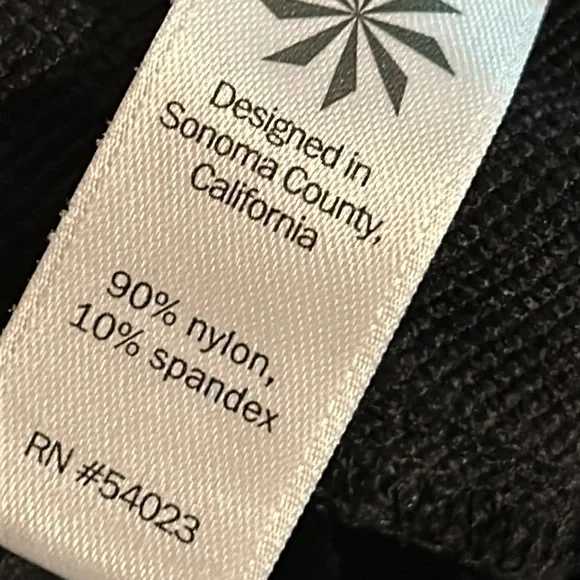 Designed in
Sonoma County,
California
90% nylon,
10% spandex
RN #54023